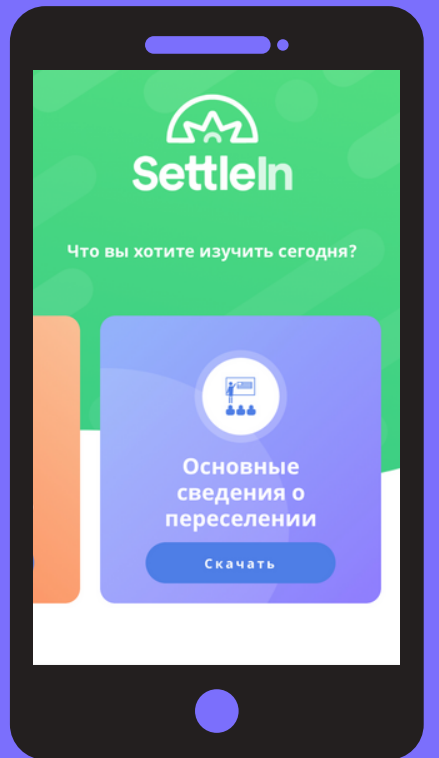 SettleIn
Что вы хотите изучить сегодня?
Основные
сведения о
переселении
Скачать